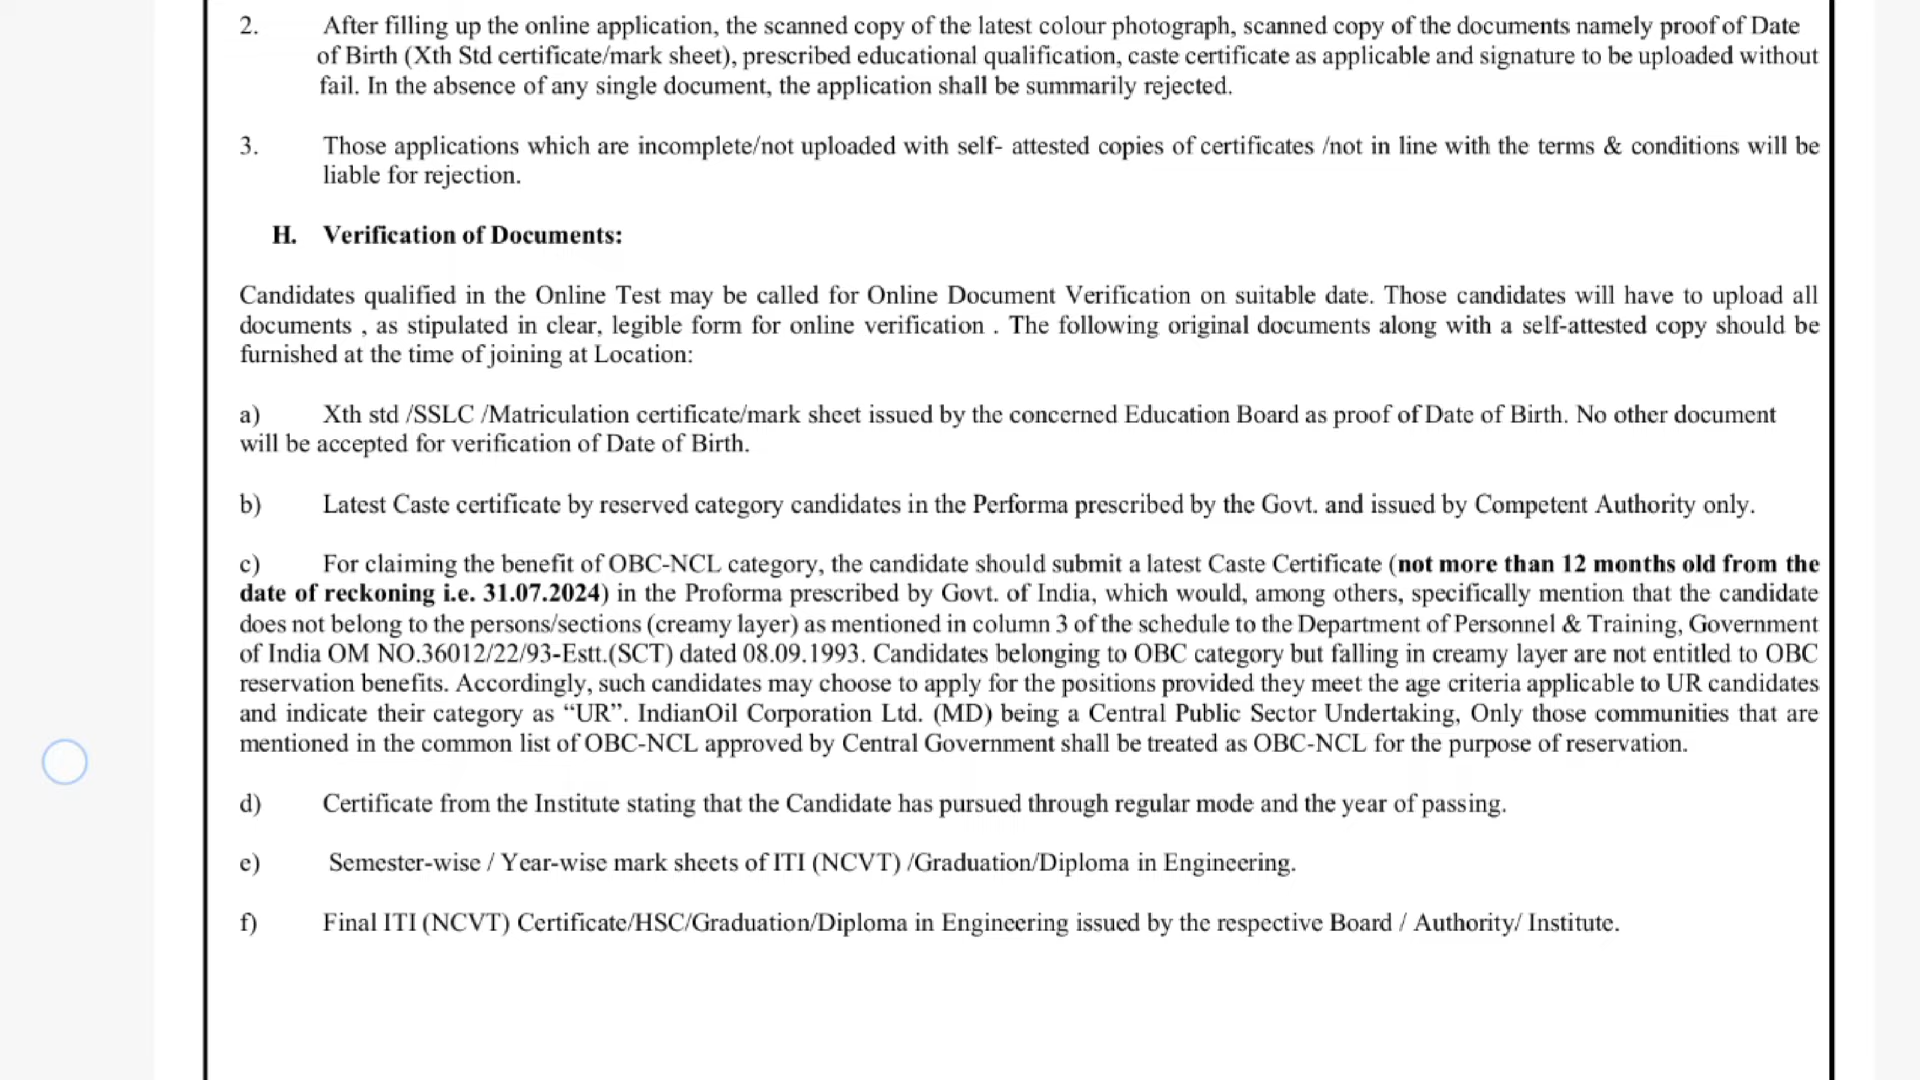 2. After filling up the online application, the scanned copy of the latest colour photograph, scanned copy of the documents namely proof of Date
of Birth (Xth Std certificate/mark sheet), prescribed educational qualification, caste certificate as applicable and signature to be uploaded without
fail. In the absence of any single document, the application shall be summarily rejected.
3. Those applications which are incomplete/not uploaded with self- attested copies of certificates /not in line with the terms & conditions will be
liable for rejection.
H. Verification of Documents:
Candidates qualified in the Online Test may be called for Online Document Verification on suitable date. Those candidates will have to upload all
documents , as stipulated in clear, legible form for online verification . The following original documents along with a self-attested copy should be
furnished at the time of joining at Location:
a) Xth std /SSLC /Matriculation certificate/mark sheet issued by the concerned Education Board as proof of Date of Birth. No other document
will be accepted for verification of Date of Birth.
b) Latest Caste certificate by reserved category candidates in the Performa prescribed by the Govt. and issued by Competent Authority only.
c) For claiming the benefit of OBC-NCL category, the candidate should submit a latest Caste Certificate (not more than 12 months old from the
date of reckoning i.e. 31.07.2024) in the Proforma prescribed by Govt. of India, which would, among others, specifically mention that the candidate
does not belong to the persons/sections (creamy layer) as mentioned in column 3 of the schedule to the Department of Personnel & Training, Government
of India OM NO.36012/22/93-Estt.(SCT) dated 08.09.1993. Candidates belonging to OBC category but falling in creamy layer are not entitled to OBC
reservation benefits. Accordingly, such candidates may choose to apply for the positions provided they meet the age criteria applicable to UR candidates
and indicate their category as “UR”. IndianOil Corporation Ltd. (MD) being a Central Public Sector Undertaking, Only those communities that are
mentioned in the common list of OBC-NCL approved by Central Government shall be treated as OBC-NCL for the purpose of reservation.
d) Certificate from the Institute stating that the Candidate has pursued through regular mode and the year of passing.
e) Semester-wise / Year-wise mark sheets of ITI (NCVT) /Graduation/Diploma in Engineering.
f) Final ITI (NCVT) Certificate/HSC/Graduation/Diploma in Engineering issued by the respective Board / Authority/ Institute.